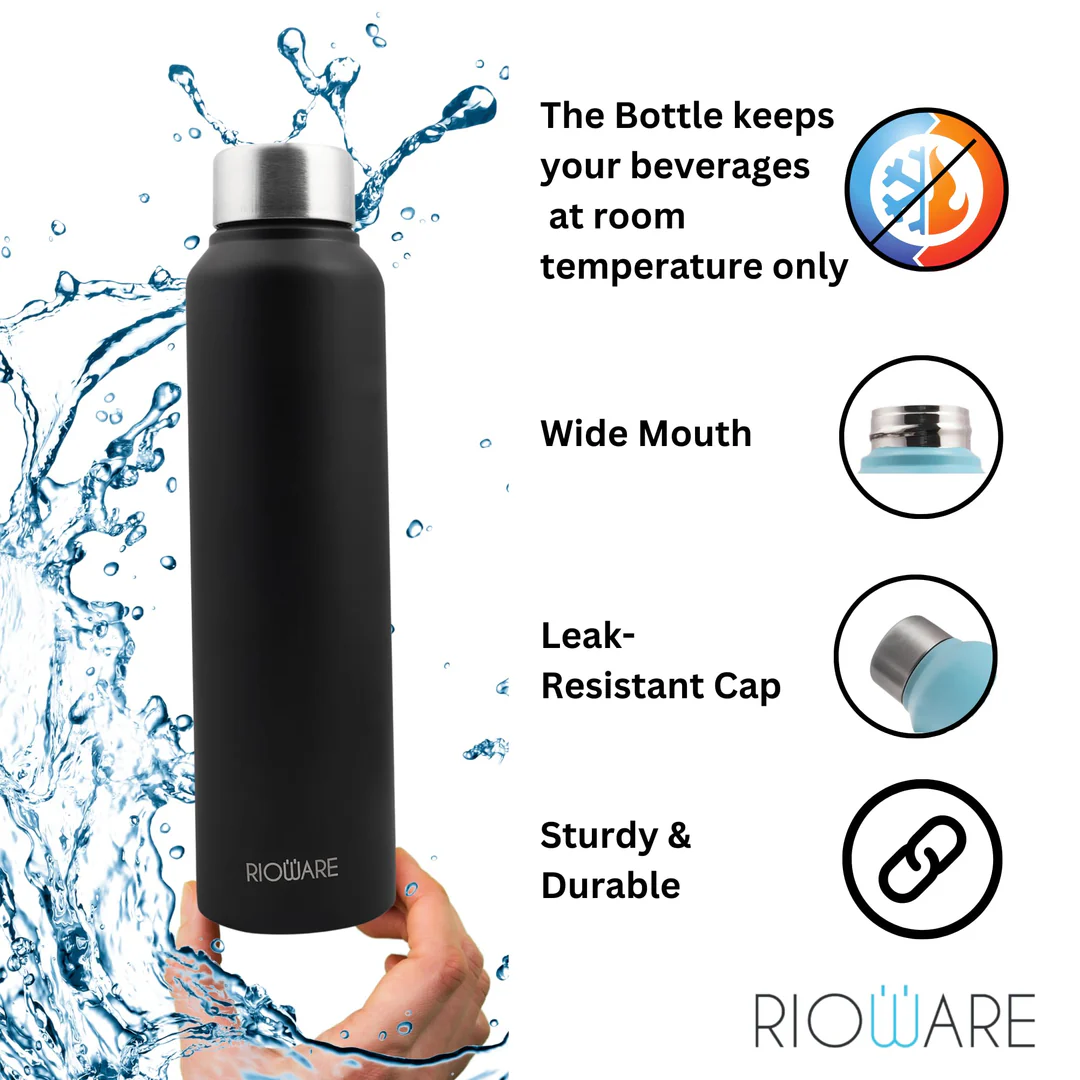 The Bottle keeps
your beverages
at room
temperature only
Wide Mouth
Leak-
Resistant Cap
Sturdy &
Durable
RIOWARE
RIOWARE